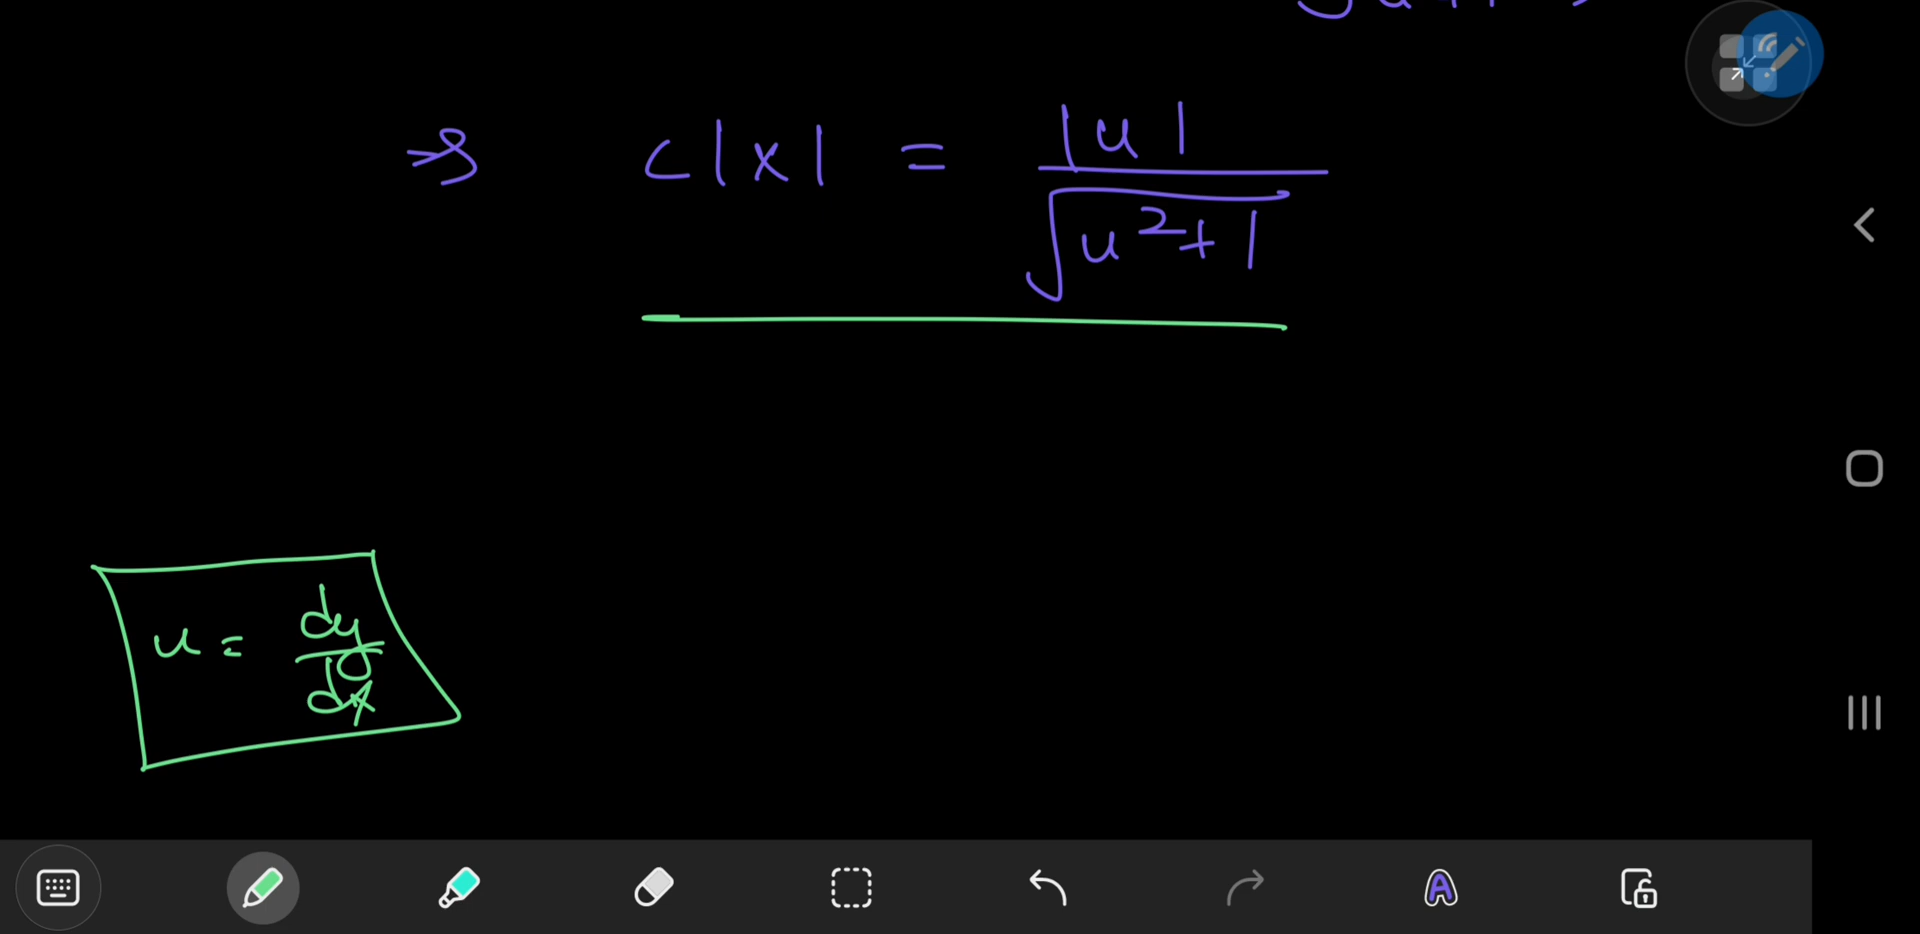 ⇒ c|x| = |u| / √(u²+1)
u = dy/dx
A